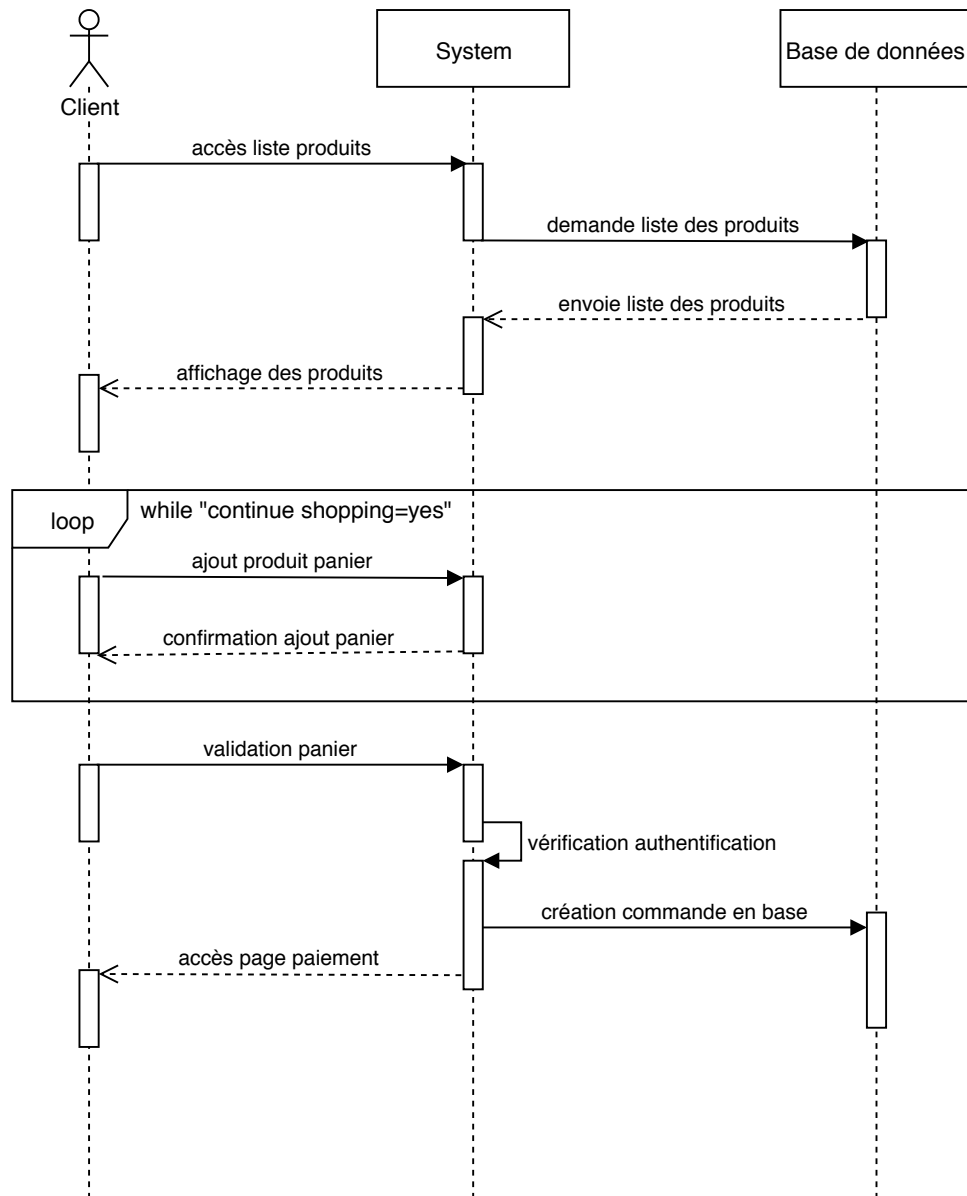 Client
System
Base de données
accès liste produits
demande liste des produits
envoie liste des produits
affichage des produits
loop
while "continue shopping=yes"
ajout produit panier
confirmation ajout panier
validation panier
vérification authentification
création commande en base
accès page paiement